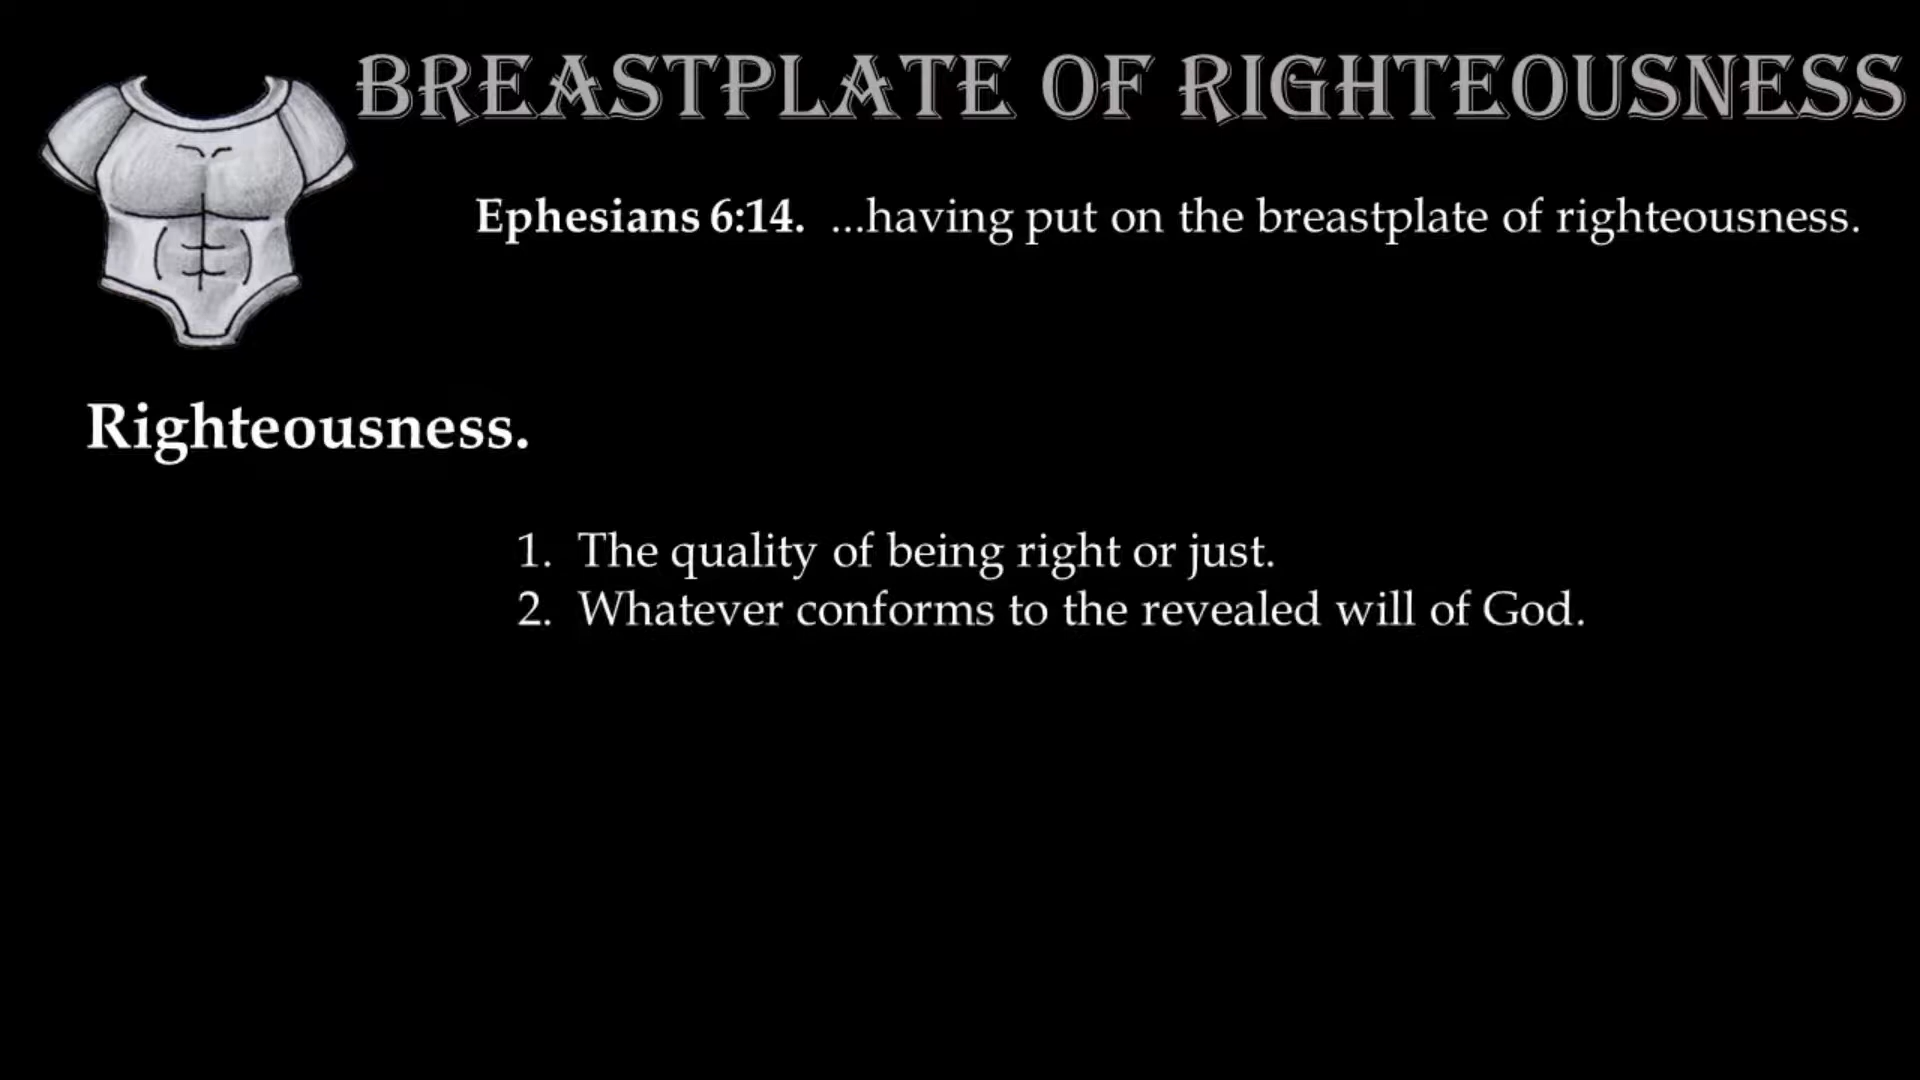 BREASTPLATE OF RIGHTEOUSNESS
Ephesians 6:14. ...having put on the breastplate of righteousness.
Righteousness.
1. The quality of being right or just.
2. Whatever conforms to the revealed will of God.